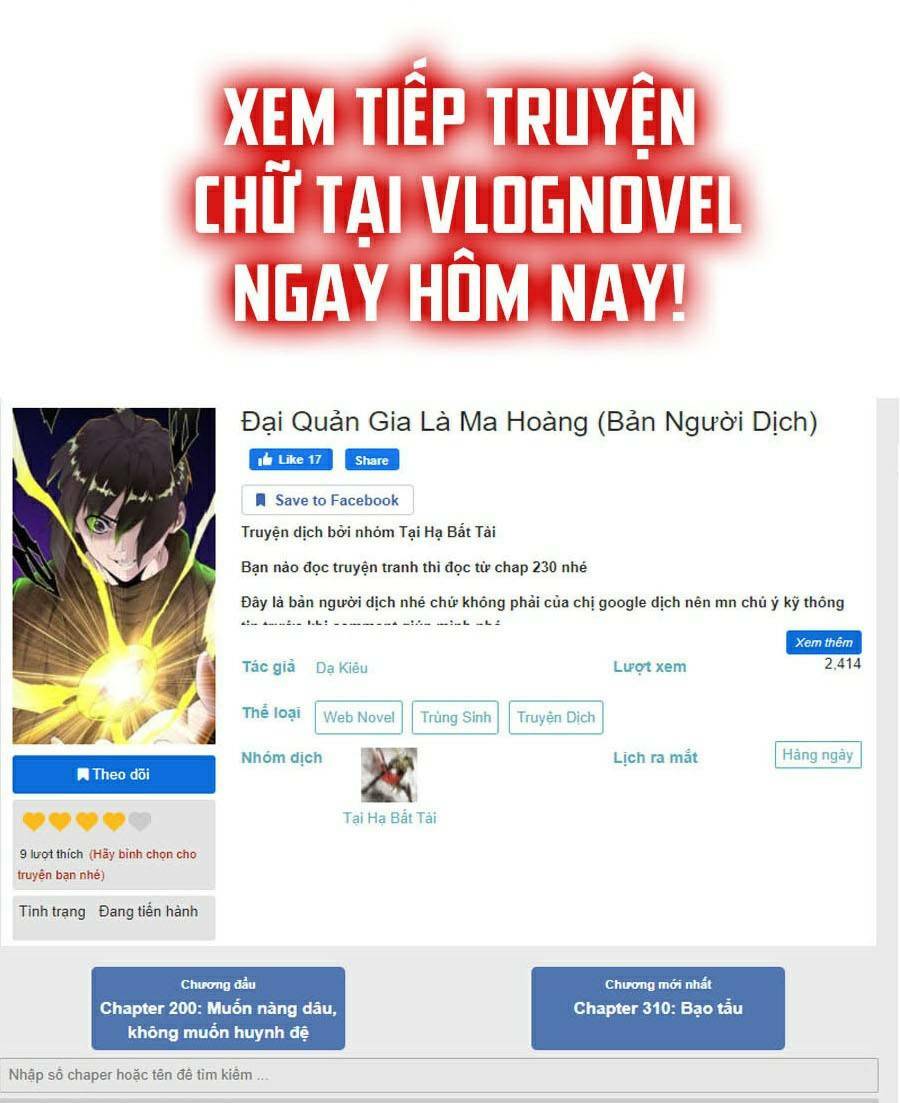 XEM TIẾP TRUYỆN
CHỮ TẠI VLOGNOVEL
NGAY HÔM NAY!
Đại Quản Gia Là Ma Hoàng (Bản Người Dịch)
Like 17 Share
Save to Facebook
Truyện dịch bởi nhóm Tại Hạ Bất Tài
Bạn nào đọc truyện tranh thì đọc từ chap 230 nhé
Đây là bản người dịch nhé chứ không phải của chị google dịch nên mn chú ý kỹ thông
tin trước khi comment giúp mình nhé
Xem thêm
Tác giả Dạ Kiêu Lượt xem 2,414
Thể loại Web Novel Trùng Sinh Truyện Dịch
Nhóm dịch Lịch ra mắt Hàng ngày
Tại Hạ Bất Tài
Theo dõi
9 lượt thích (Hãy bình chọn cho
truyện bạn nhé)
Tình trạng Đang tiến hành
Chương đầu
Chapter 200: Muốn nàng dâu,
không muốn huynh đệ
Chương mới nhất
Chapter 310: Bạo tẩu
Nhập số chaper hoặc tên để tìm kiếm ...